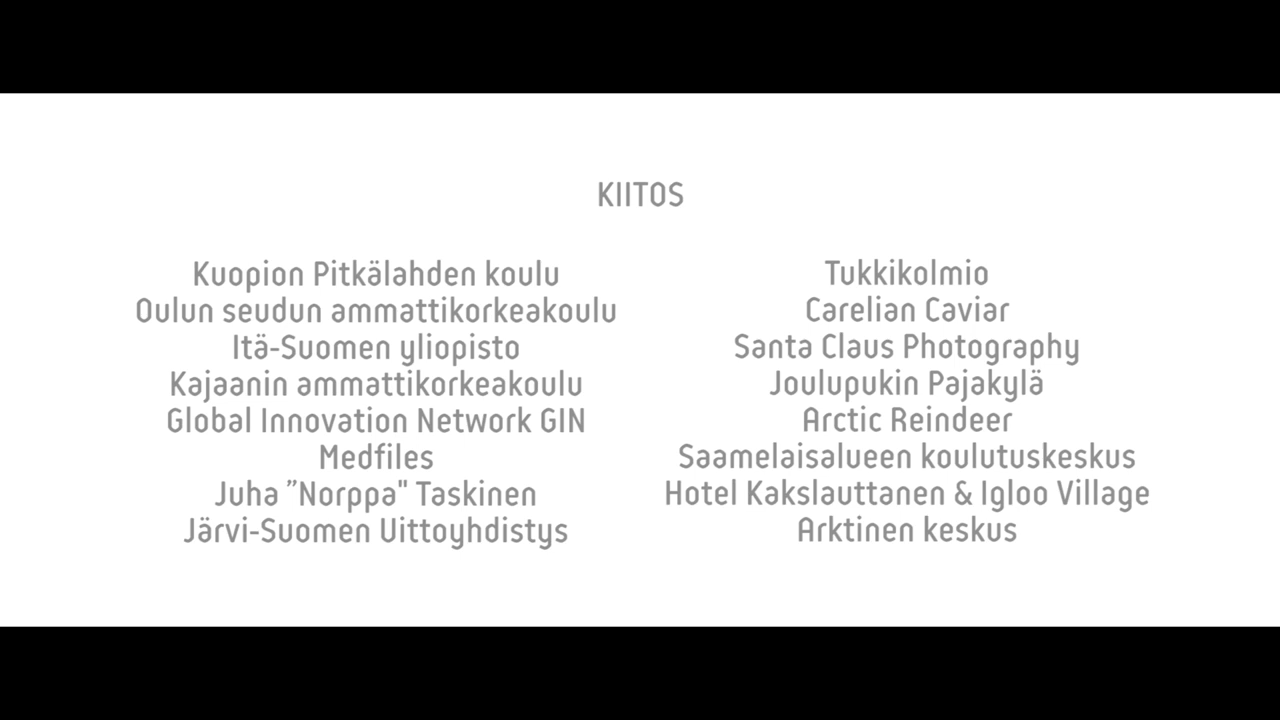 KIITOS
Kuopion Pitkälahden koulu
Oulun seudun ammattikorkeakoulu
Itä-Suomen yliopisto
Kajaanin ammattikorkeakoulu
Global Innovation Network GIN
Medfiles
Juha ”Norppa" Taskinen
Järvi-Suomen Uittoyhdistys
Tukkikolmio
Carelian Caviar
Santa Claus Photography
Joulupukin Pajakylä
Arctic Reindeer
Saamelaisalueen koulutuskeskus
Hotel Kakslauttanen & Igloo Village
Arktinen keskus